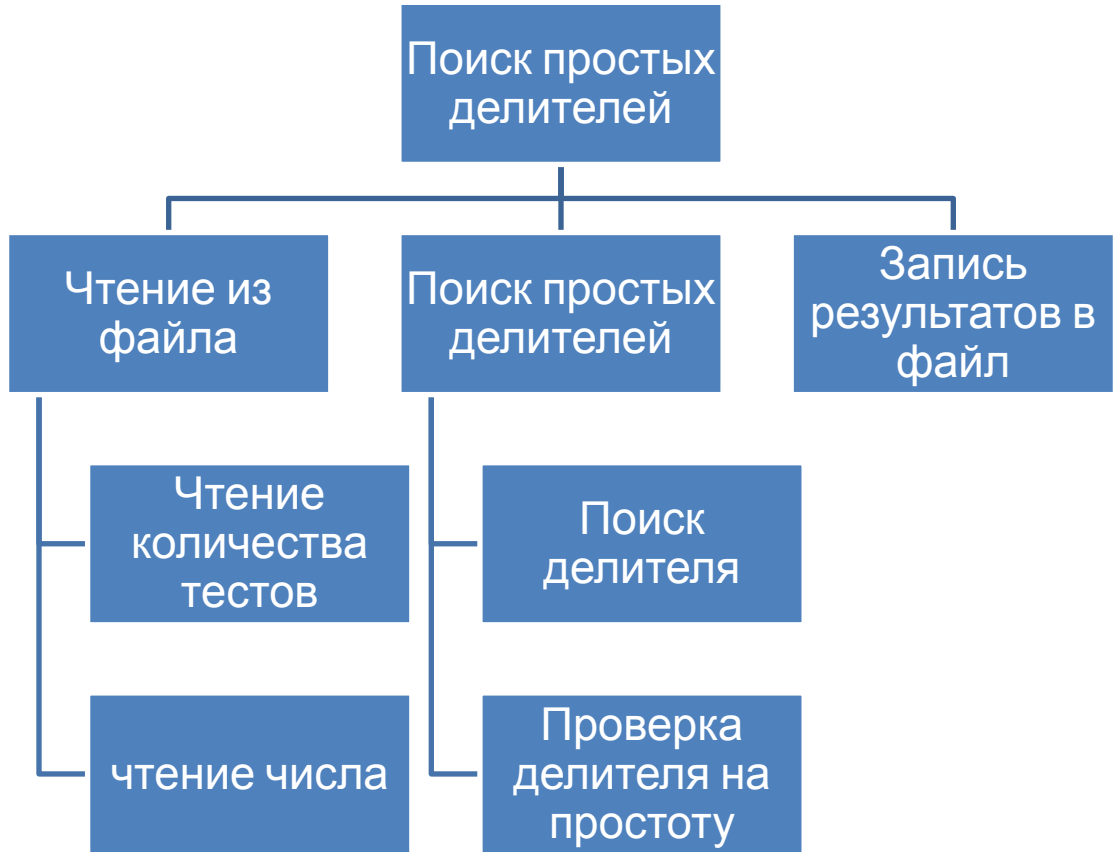 Поиск простых
делителей
Чтение из
файла
Поиск простых
делителей
Запись
результатов в
файл
Чтение
количества
тестов
Поиск
делителя
чтение числа
Проверка
делителя на
простоту